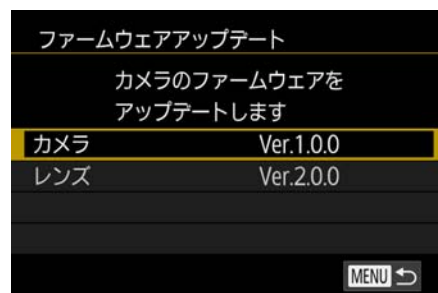 ファームウェアアップデート
カメラのファームウェアを
アップデートします
カメラ Ver.1.0.0
レンズ Ver.2.0.0
MENU